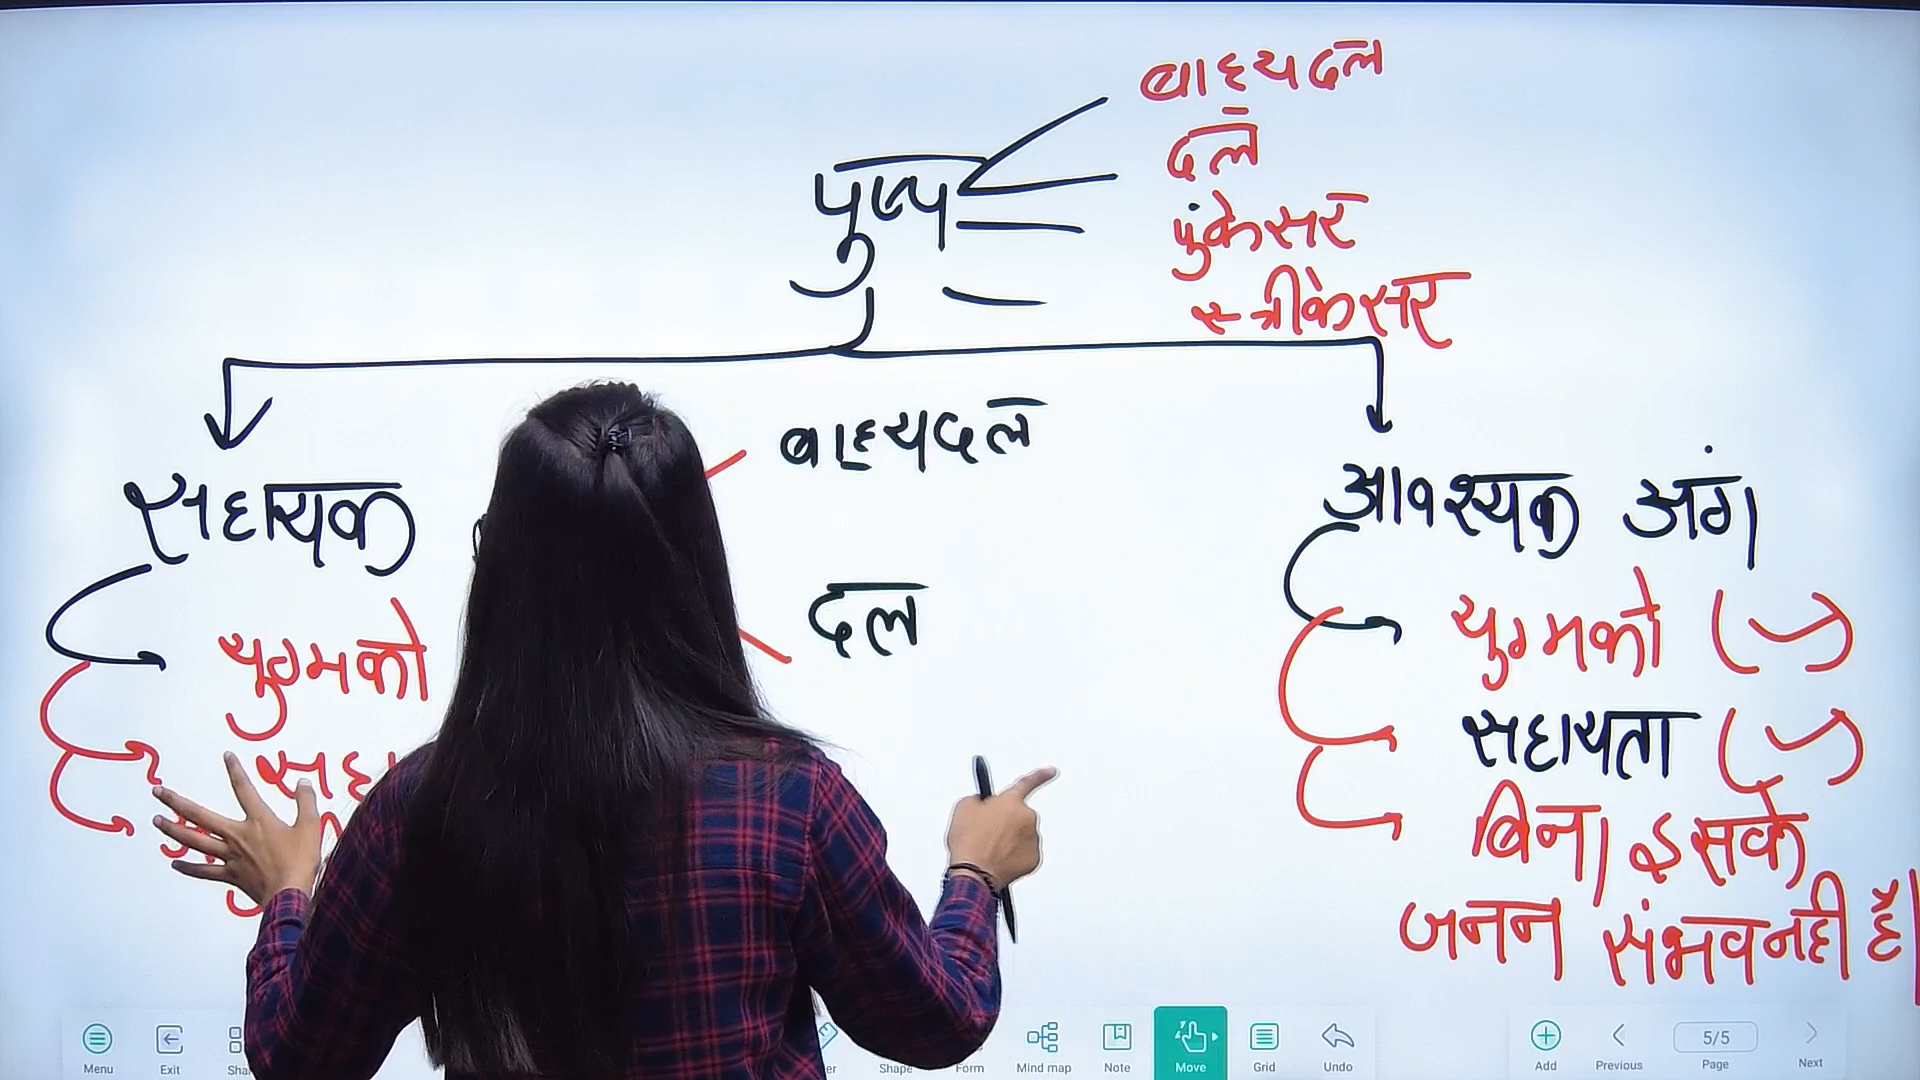 बाह्यदल
दल
पुष्प
पुंकेसर
स्त्रीकेसर
बाह्यदल
सहायक
आवश्यक अंग
दल
युग्मको
युग्मको (✓)
सहायता (✓)
बिना इसके
जनन संभव नही है।
Menu
Exit
Shape
Form
Mind map
Note
Move
Grid
Undo
Add
Previous
5/5
Page
Next